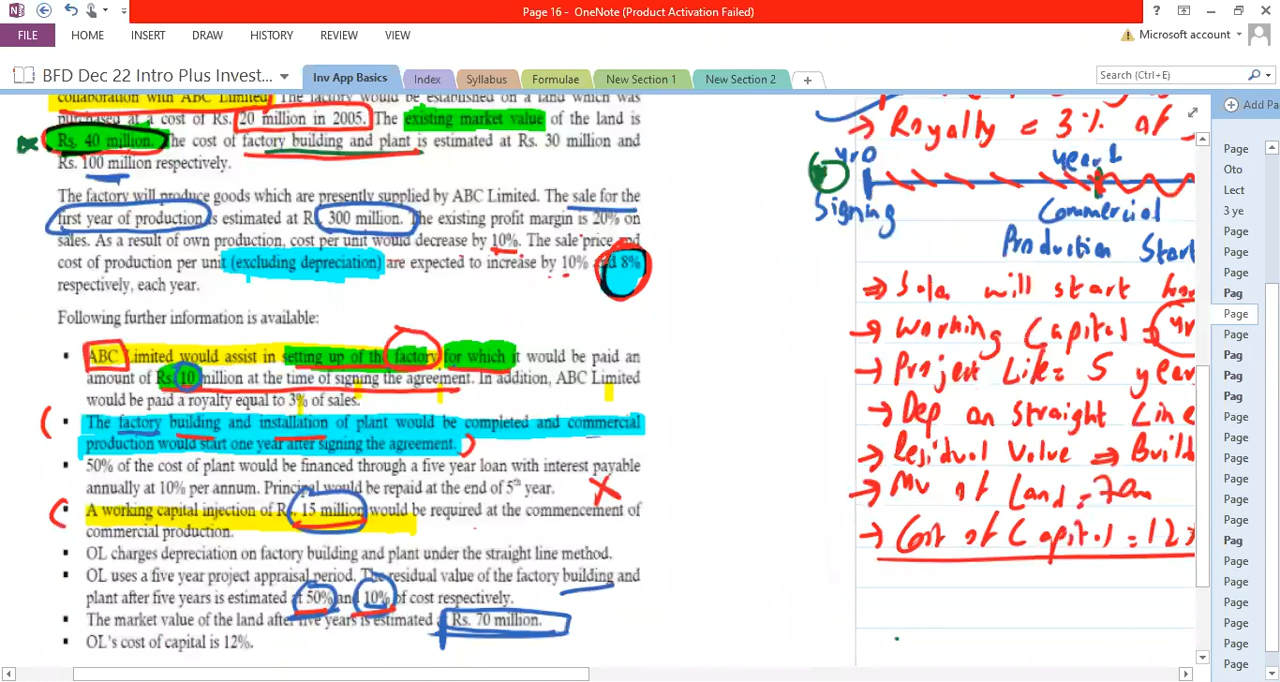 Page 16 - OneNote (Product Activation Failed)
FILE HOME INSERT DRAW HISTORY REVIEW VIEW Microsoft account
BFD Dec 22 Intro Plus Invest... Inv App Basics Index Syllabus Formulae New Section 1 New Section 2 Search (Ctrl+E)
collaboration with ABC Limited. The factory would be established on a land which was
purchased at a cost of Rs. 20 million in 2005. The existing market value of the land is
Rs. 40 million. The cost of factory building and plant is estimated at Rs. 30 million and
Rs. 100 million respectively.
The factory will produce goods which are presently supplied by ABC Limited. The sale for the
first year of production is estimated at Rs. 300 million. The existing profit margin is 20% on
sales. As a result of own production, cost per unit would decrease by 10%. The sale price and
cost of production per unit (excluding depreciation) are expected to increase by 10% and 8%
respectively, each year.
Following further information is available:
▪ ABC Limited would assist in setting up of the factory for which it would be paid an
amount of Rs. 10 million at the time of signing the agreement. In addition, ABC Limited
would be paid a royalty equal to 3% of sales.
▪ The factory building and installation of plant would be completed and commercial
production would start one year after signing the agreement.
▪ 50% of the cost of plant would be financed through a five year loan with interest payable
annually at 10% per annum. Principal would be repaid at the end of 5th year.
▪ A working capital injection of Rs. 15 million would be required at the commencement of
commercial production.
▪ OL charges depreciation on factory building and plant under the straight line method.
▪ OL uses a five year project appraisal period. The residual value of the factory building and
plant after five years is estimated at 50% and 10% of cost respectively.
▪ The market value of the land after five years is estimated at Rs. 70 million.
▪ OL's cost of capital is 12%.
→ Royalty = 3% of
yr0 year 1
Signing Commercial
Production Start
⇒ Sale will start
→ Working Capital →
→ Project Life = 5 year
→ Dep on Straight Line
→ Residual Value ⇒ Build
→ MV of Land = 70m
→ Cost of Capital = 12%
Add Pa
Page
Oto
Lect
3 ye
Page
Page
Page
Pag
Page
Page
Pag
Pag
Pag
Page
Page
Page
Page
Page
Page
Pag
Page
Page
Page
Page
Page
Page